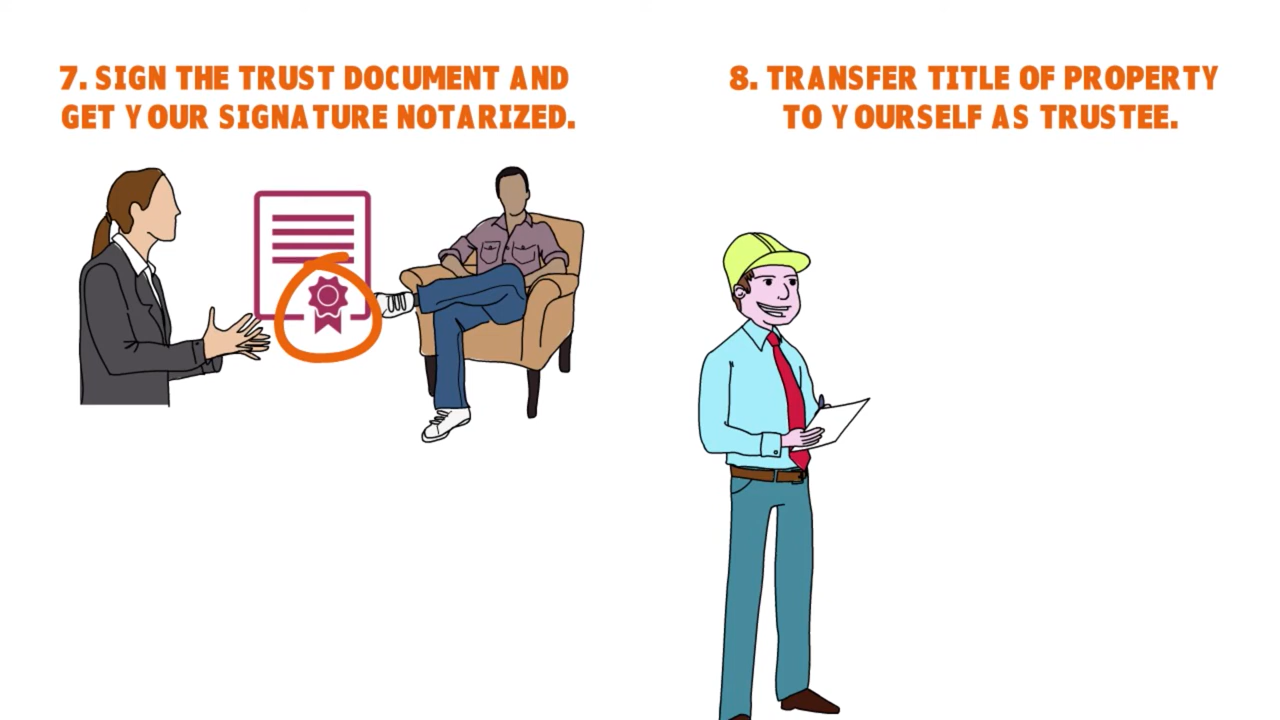 7. SIGN THE TRUST DOCUMENT AND
GET YOUR SIGNATURE NOTARIZED.
8. TRANSFER TITLE OF PROPERTY
TO YOURSELF AS TRUSTEE.